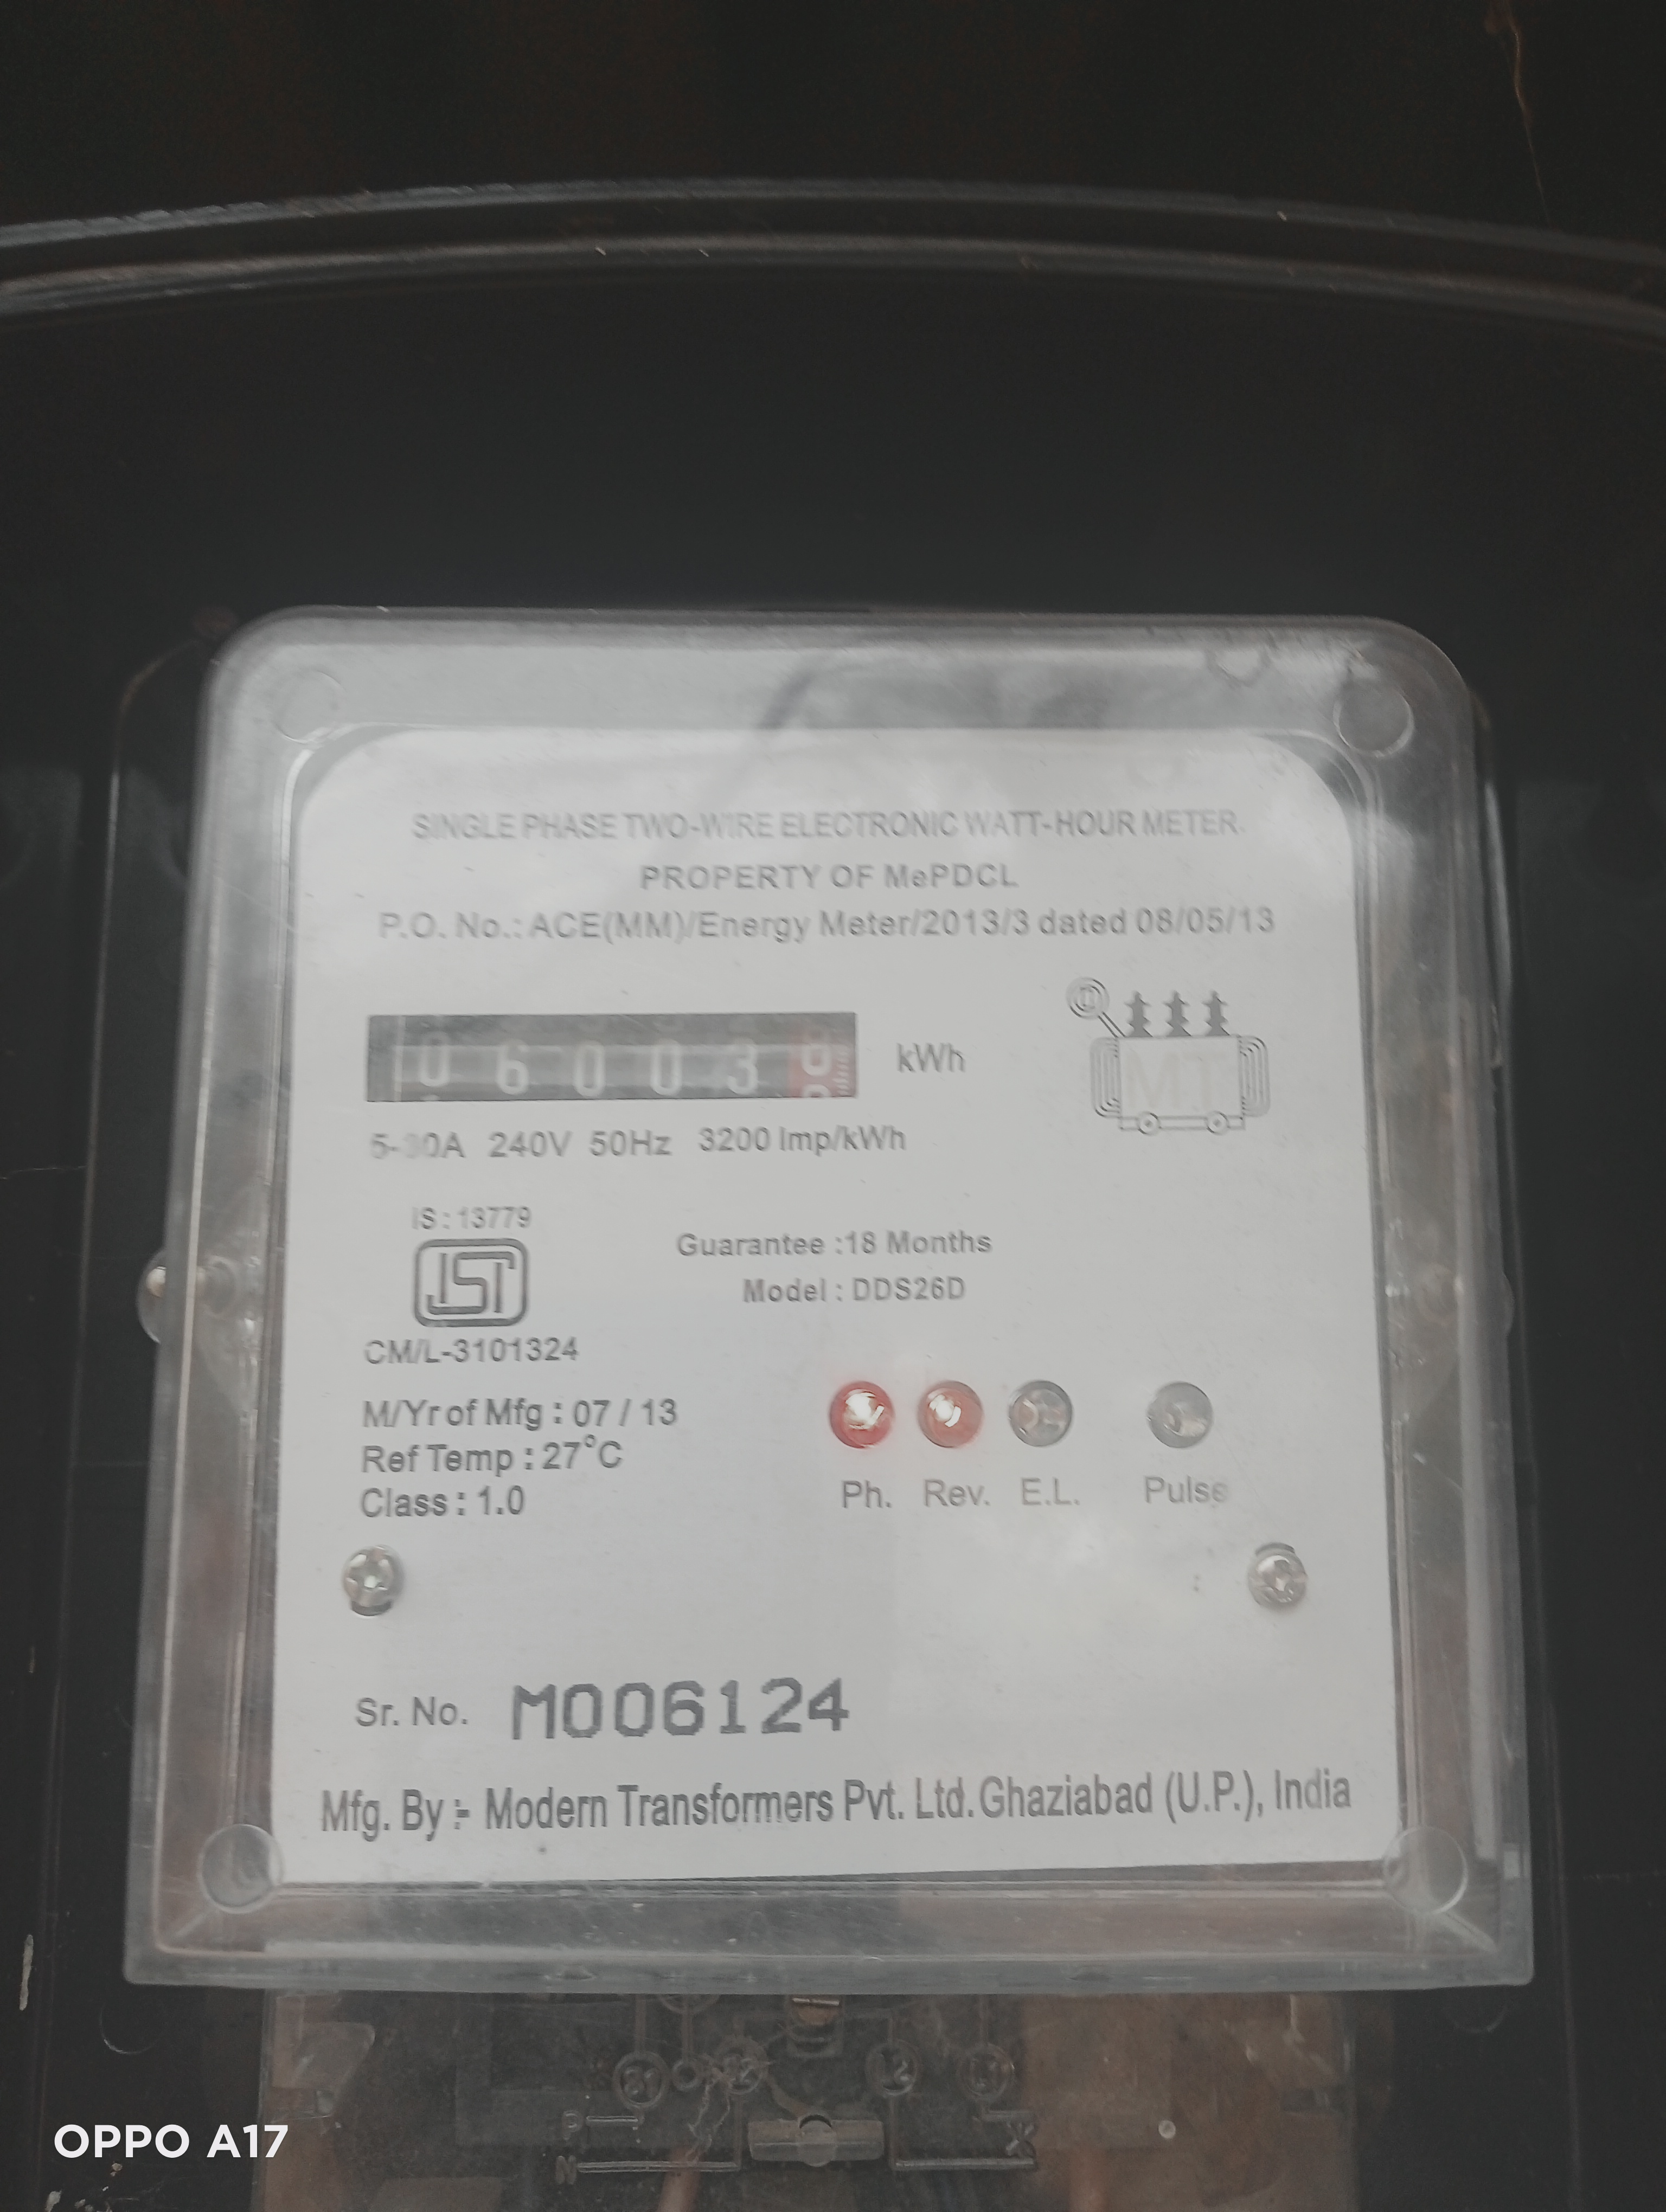 SINGLE PHASE TWO-WIRE ELECTRONIC WATT-HOUR METER.
PROPERTY OF MePDCL
P.O. No.: ACE(MM)/Energy Meter/2013/3 dated 08/05/13
0 6 0 0 3 kWh
MT
240V 50Hz 3200 Imp/kWh
IS : 13779
Guarantee :18 Months
Model : DDS26D
CM/L-3101324
M/Yr of Mfg : 07 / 13
Ref Temp : 27°C
Class : 1.0
Ph. Rev. E.L. Pulse
Sr. No. M006124
Mfg. By :- Modern Transformers Pvt. Ltd. Ghaziabad (U.P.), India
P
N
OPPO A17